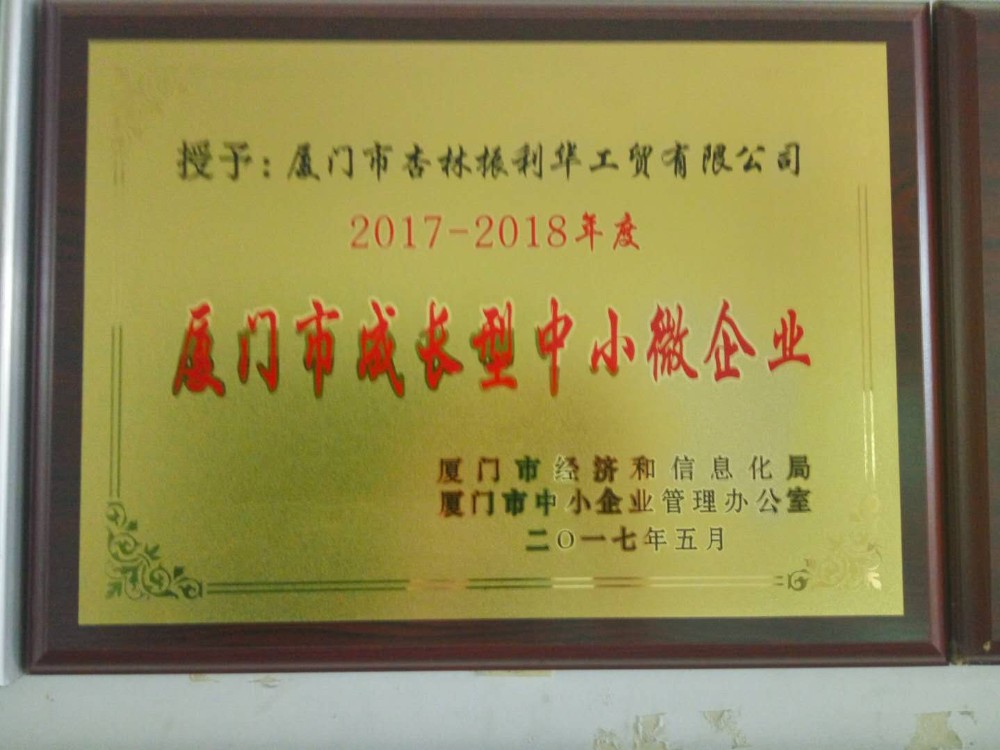 授予：厦门市杏林振利华工贸有限公司
2017-2018年度
厦门市成长型中小微企业
厦门市经济和信息化局
厦门市中小企业管理办公室
二〇一七年五月